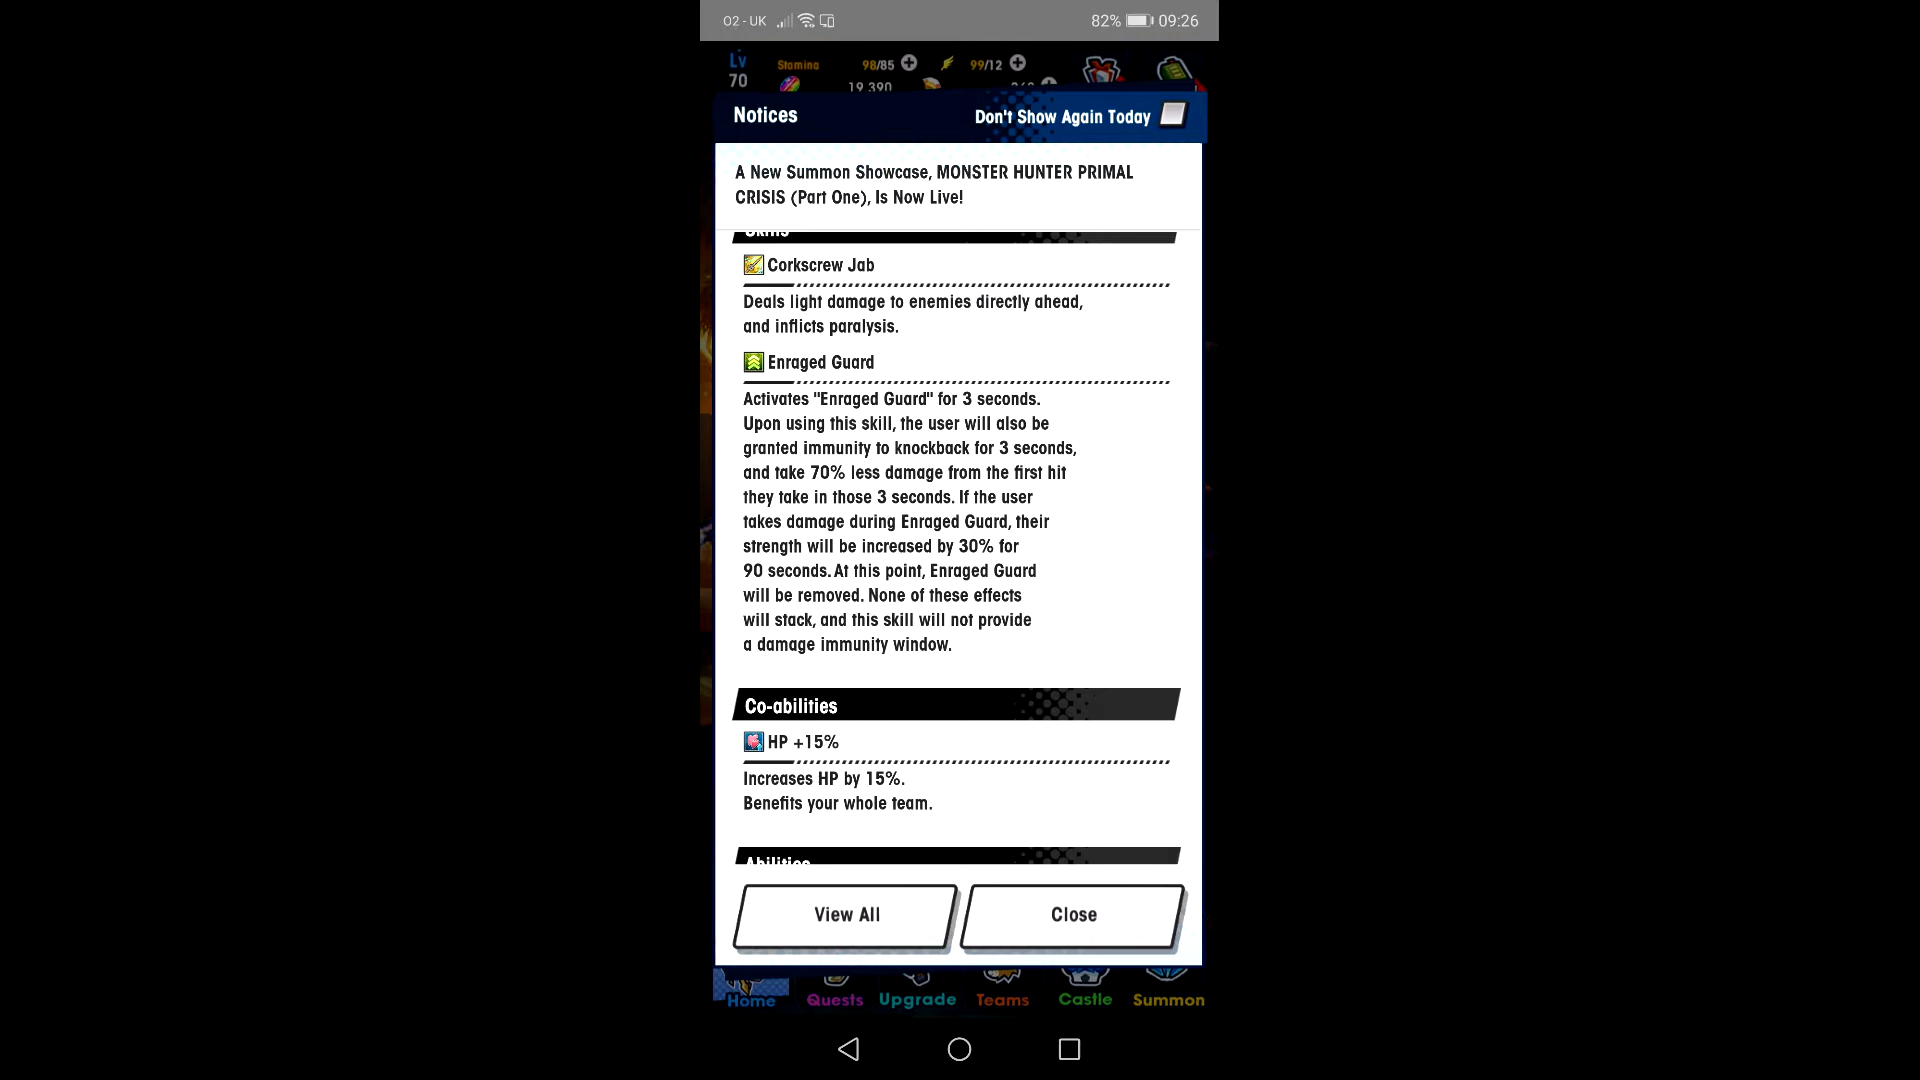 O2 - UK
82% 09:26
Lv
70
Stamina
98/85
99/12
19,390
Notices
Don't Show Again Today
A New Summon Showcase, MONSTER HUNTER PRIMAL
CRISIS (Part One), Is Now Live!
Skills
Corkscrew Jab
Deals light damage to enemies directly ahead,
and inflicts paralysis.
Enraged Guard
Activates "Enraged Guard" for 3 seconds.
Upon using this skill, the user will also be
granted immunity to knockback for 3 seconds,
and take 70% less damage from the first hit
they take in those 3 seconds. If the user
takes damage during Enraged Guard, their
strength will be increased by 30% for
90 seconds. At this point, Enraged Guard
will be removed. None of these effects
will stack, and this skill will not provide
a damage immunity window.
Co-abilities
HP +15%
Increases HP by 15%.
Benefits your whole team.
Abilities
View All
Close
Home
Quests
Upgrade
Teams
Castle
Summon